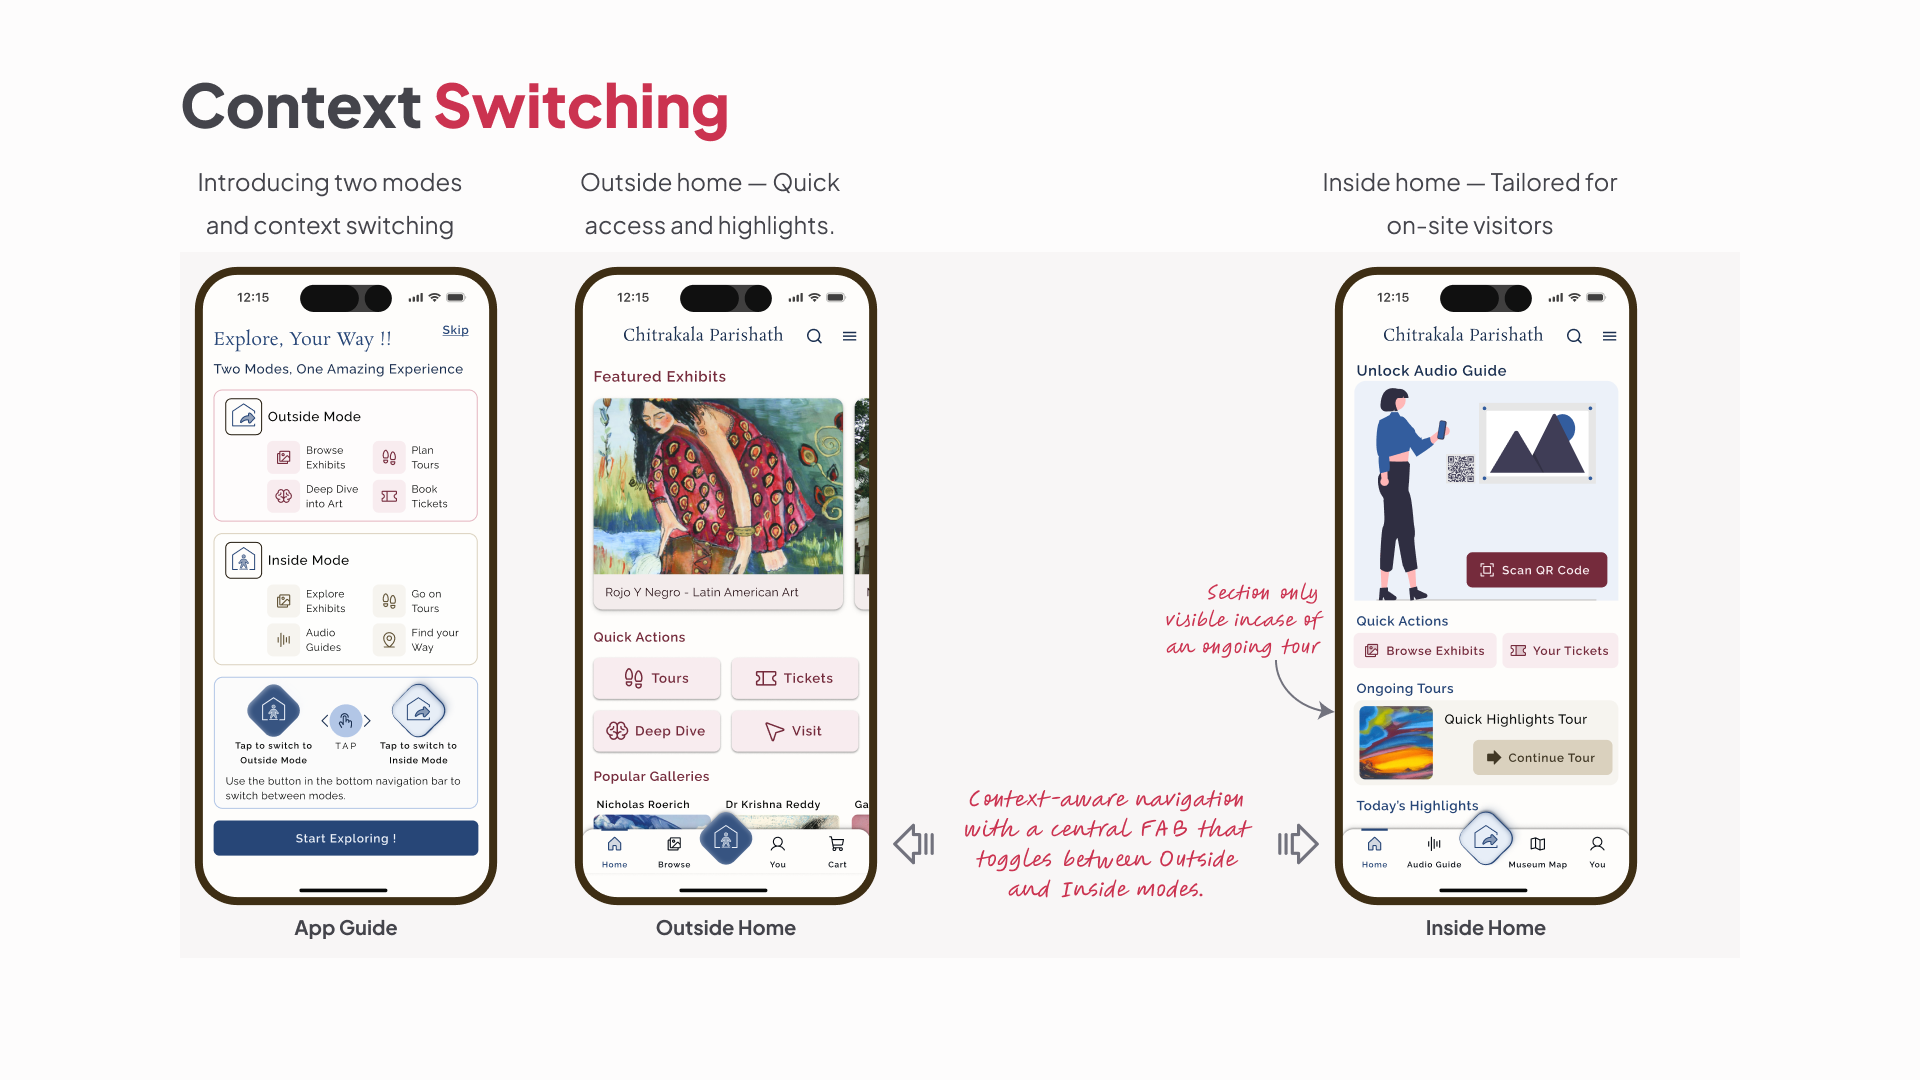 Context Switching
Introducing two modes
and context switching
Outside home — Quick
access and highlights.
Inside home — Tailored for
on-site visitors
12:15
Explore, Your Way !!
Skip
Two Modes, One Amazing Experience
Outside Mode
Browse
Exhibits
Plan
Tours
Deep Dive
into Art
Book
Tickets
Inside Mode
Explore
Exhibits
Go on
Tours
Audio
Guides
Find your
Way
TAP
Tap to switch to
Outside Mode
Tap to switch to
Inside Mode
Use the button in the bottom navigation bar to
switch between modes.
Start Exploring !
App Guide
12:15
Chitrakala Parishath
Featured Exhibits
Rojo Y Negro - Latin American Art
Quick Actions
Tours
Tickets
Deep Dive
Visit
Popular Galleries
Nicholas Roerich
Dr Krishna Reddy
Ga
Home
Browse
You
Cart
Outside Home
Section only
visible incase of
an ongoing tour
Context-aware navigation
with a central FAB that
toggles between Outside
and Inside modes.
12:15
Chitrakala Parishath
Unlock Audio Guide
Scan QR Code
Quick Actions
Browse Exhibits
Your Tickets
Ongoing Tours
Quick Highlights Tour
Continue Tour
Today's Highlights
Home
Audio Guide
Museum Map
You
Inside Home